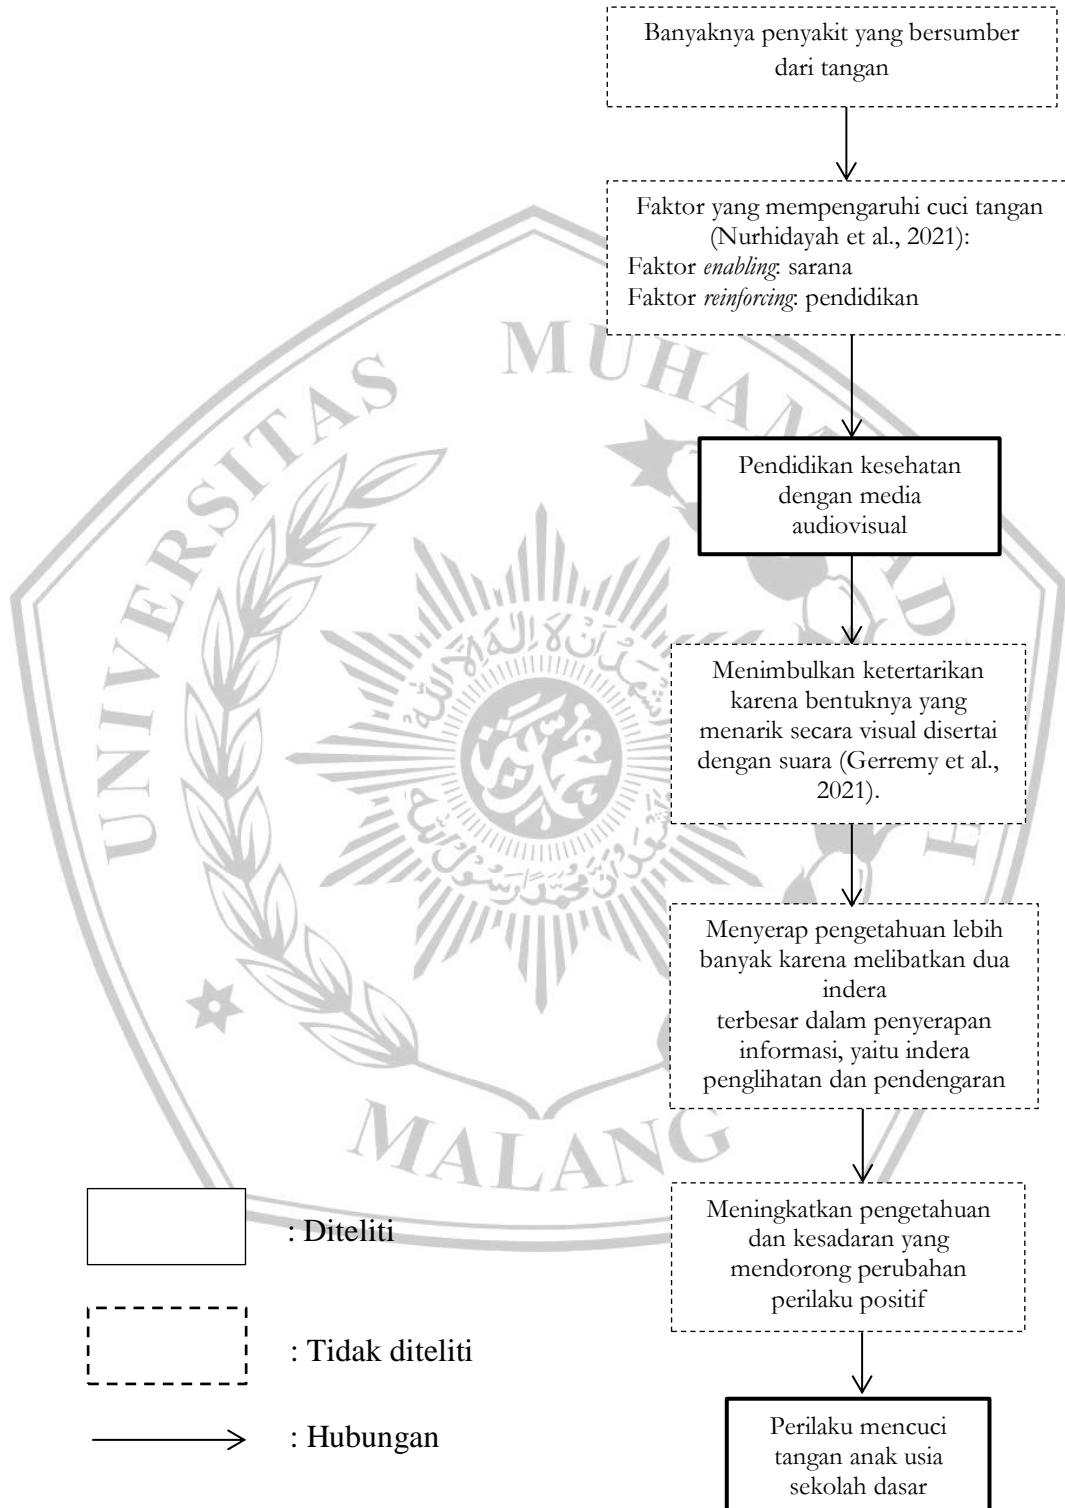 Banyaknya penyakit yang bersumber
dari tangan
Faktor yang mempengaruhi cuci tangan
(Nurhidayah et al., 2021):
Faktor enabling: sarana
Faktor reinforcing: pendidikan
Pendidikan kesehatan
dengan media
audiovisual
Menimbulkan ketertarikan
karena bentuknya yang
menarik secara visual disertai
dengan suara (Gerremy et al.,
2021).
Menyerap pengetahuan lebih
banyak karena melibatkan dua
indera
terbesar dalam penyerapan
informasi, yaitu indera
penglihatan dan pendengaran
Meningkatkan pengetahuan
dan kesadaran yang
mendorong perubahan
perilaku positif
Perilaku mencuci
tangan anak usia
sekolah dasar
: Diteliti
: Tidak diteliti
: Hubungan
UNIVERSITAS MUHAMMAD
MALANG